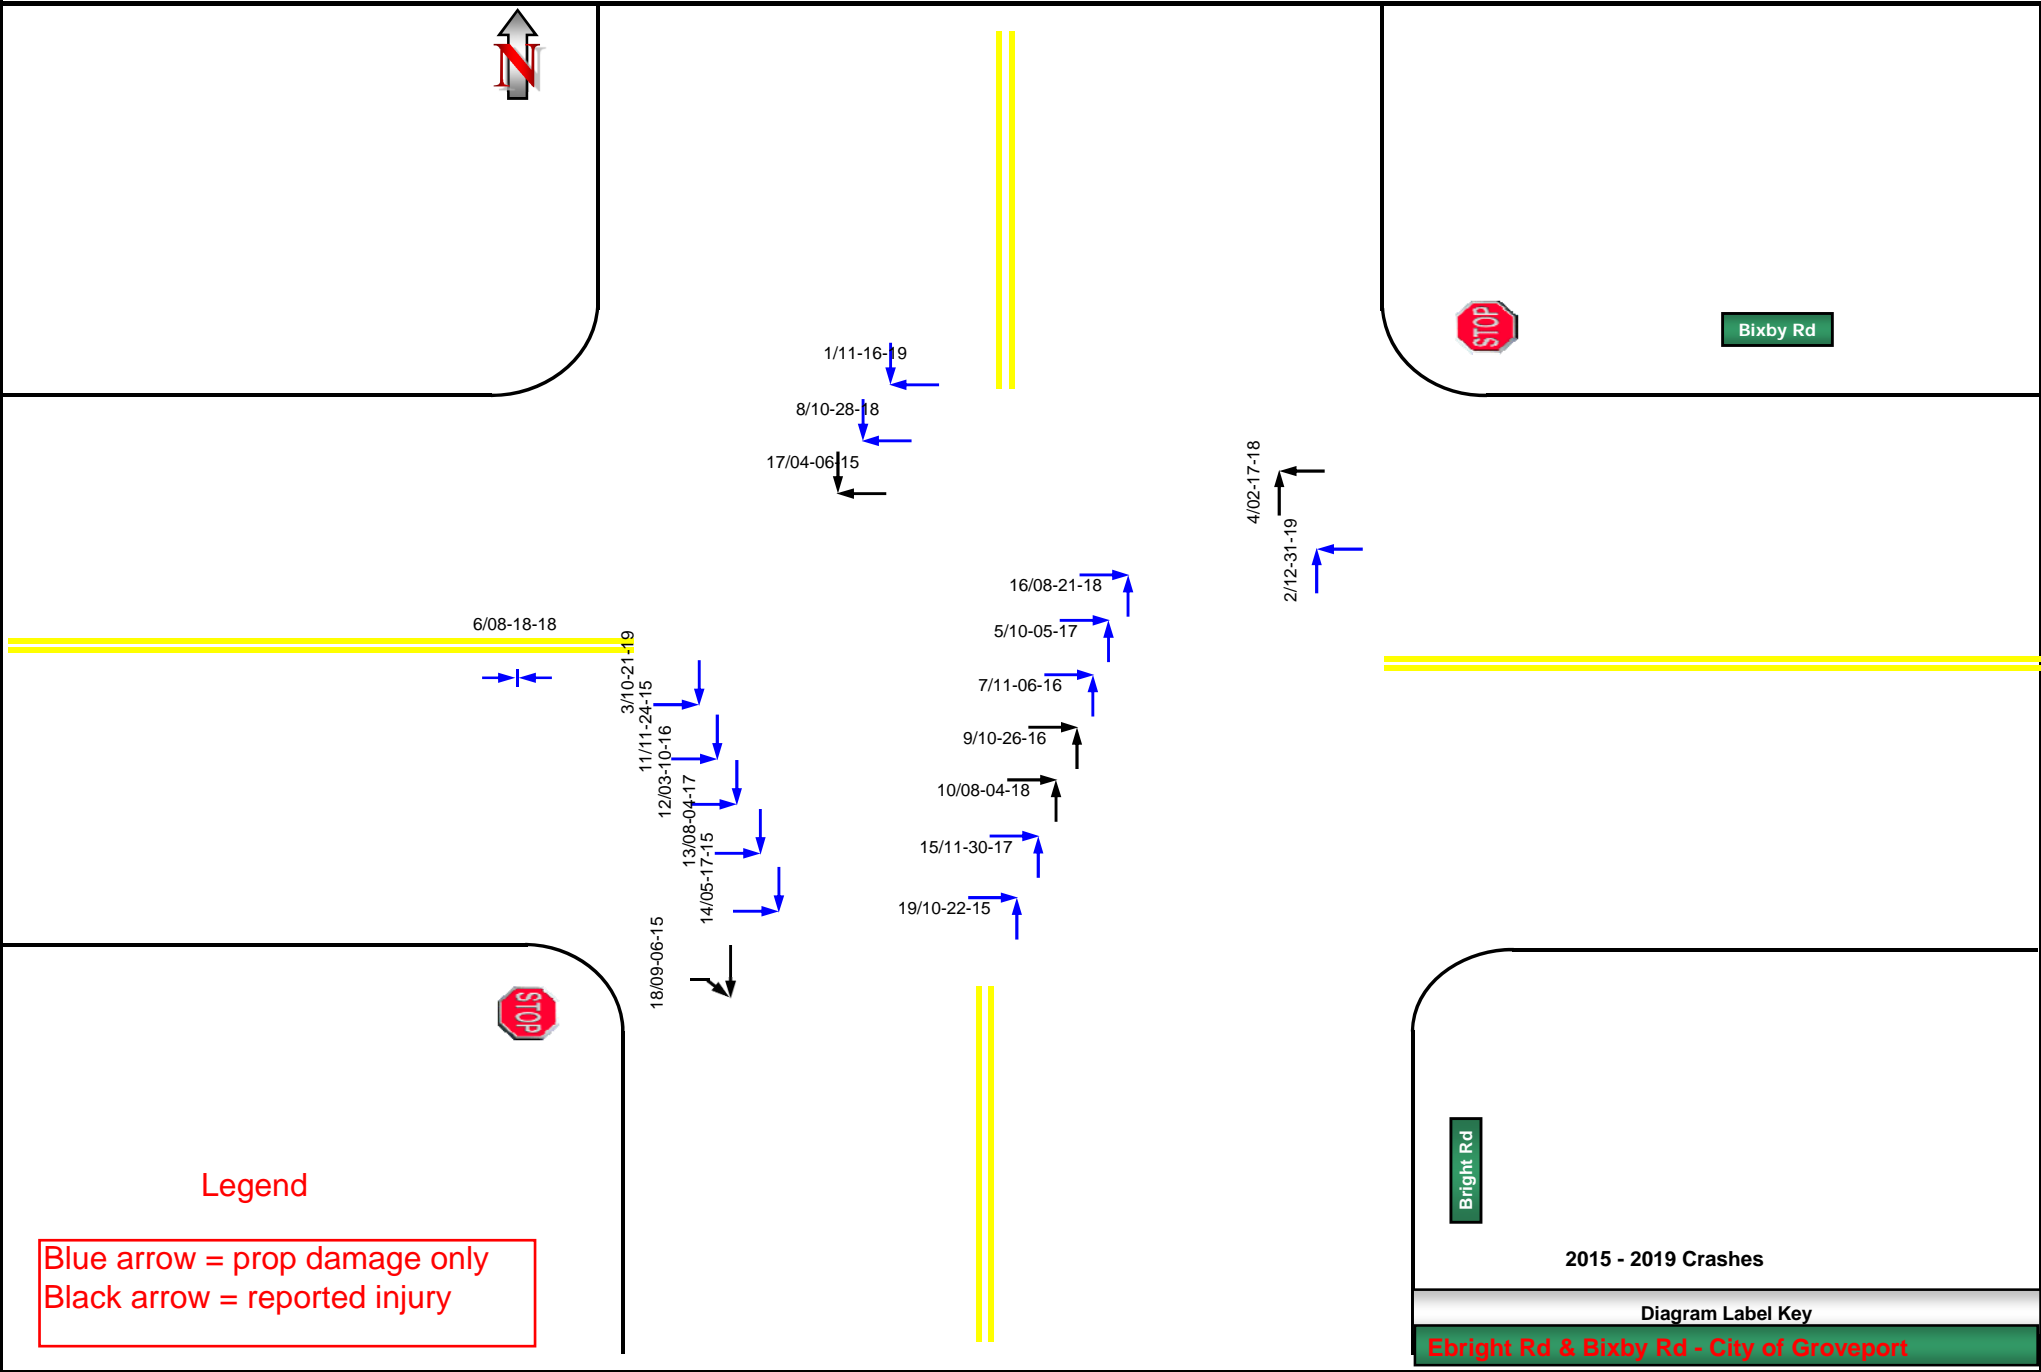 N
STOP
Bixby Rd
1/11-16-19
8/10-28-18
17/04-06-15
4/02-17-18
2/12-31-19
16/08-21-18
5/10-05-17
7/11-06-16
9/10-26-16
10/08-04-18
15/11-30-17
19/10-22-15
6/08-18-18
3/10-21-19
11/11-24-15
12/03-10-16
13/08-04-17
14/05-17-15
18/09-06-15
STOP
Bright Rd
Legend
Blue arrow = prop damage only
Black arrow = reported injury
2015 - 2019 Crashes
Diagram Label Key
Ebright Rd & Bixby Rd - City of Groveport